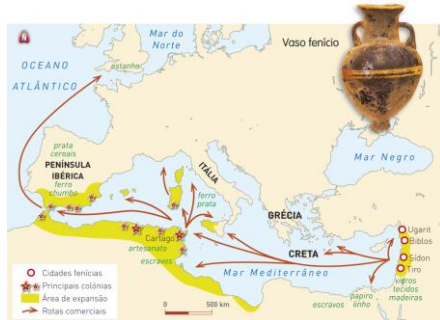 Mar do
Norte
Vaso fenício
OCEANO
ATLÂNTICO
estanho
prata
cereais
PENÍNSULA
IBÉRICA
ferro
chumbo
ITÁLIA
ferro
prata
Mar Negro
GRÉCIA
CRETA
Cartago
artesanato
escravos
Mar Mediterrâneo
Ugarit
Biblos
Sídon
Tiro
vidros
tecidos
madeiras
papiro
linho
escravos
Cidades fenícias
Principais colónias
Área de expansão
Rotas comerciais
0
500 km